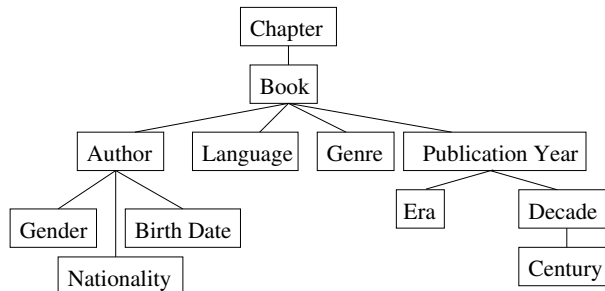 Chapter
Book
Author
Language
Genre
Publication Year
Era
Decade
Gender
Birth Date
Nationality
Century